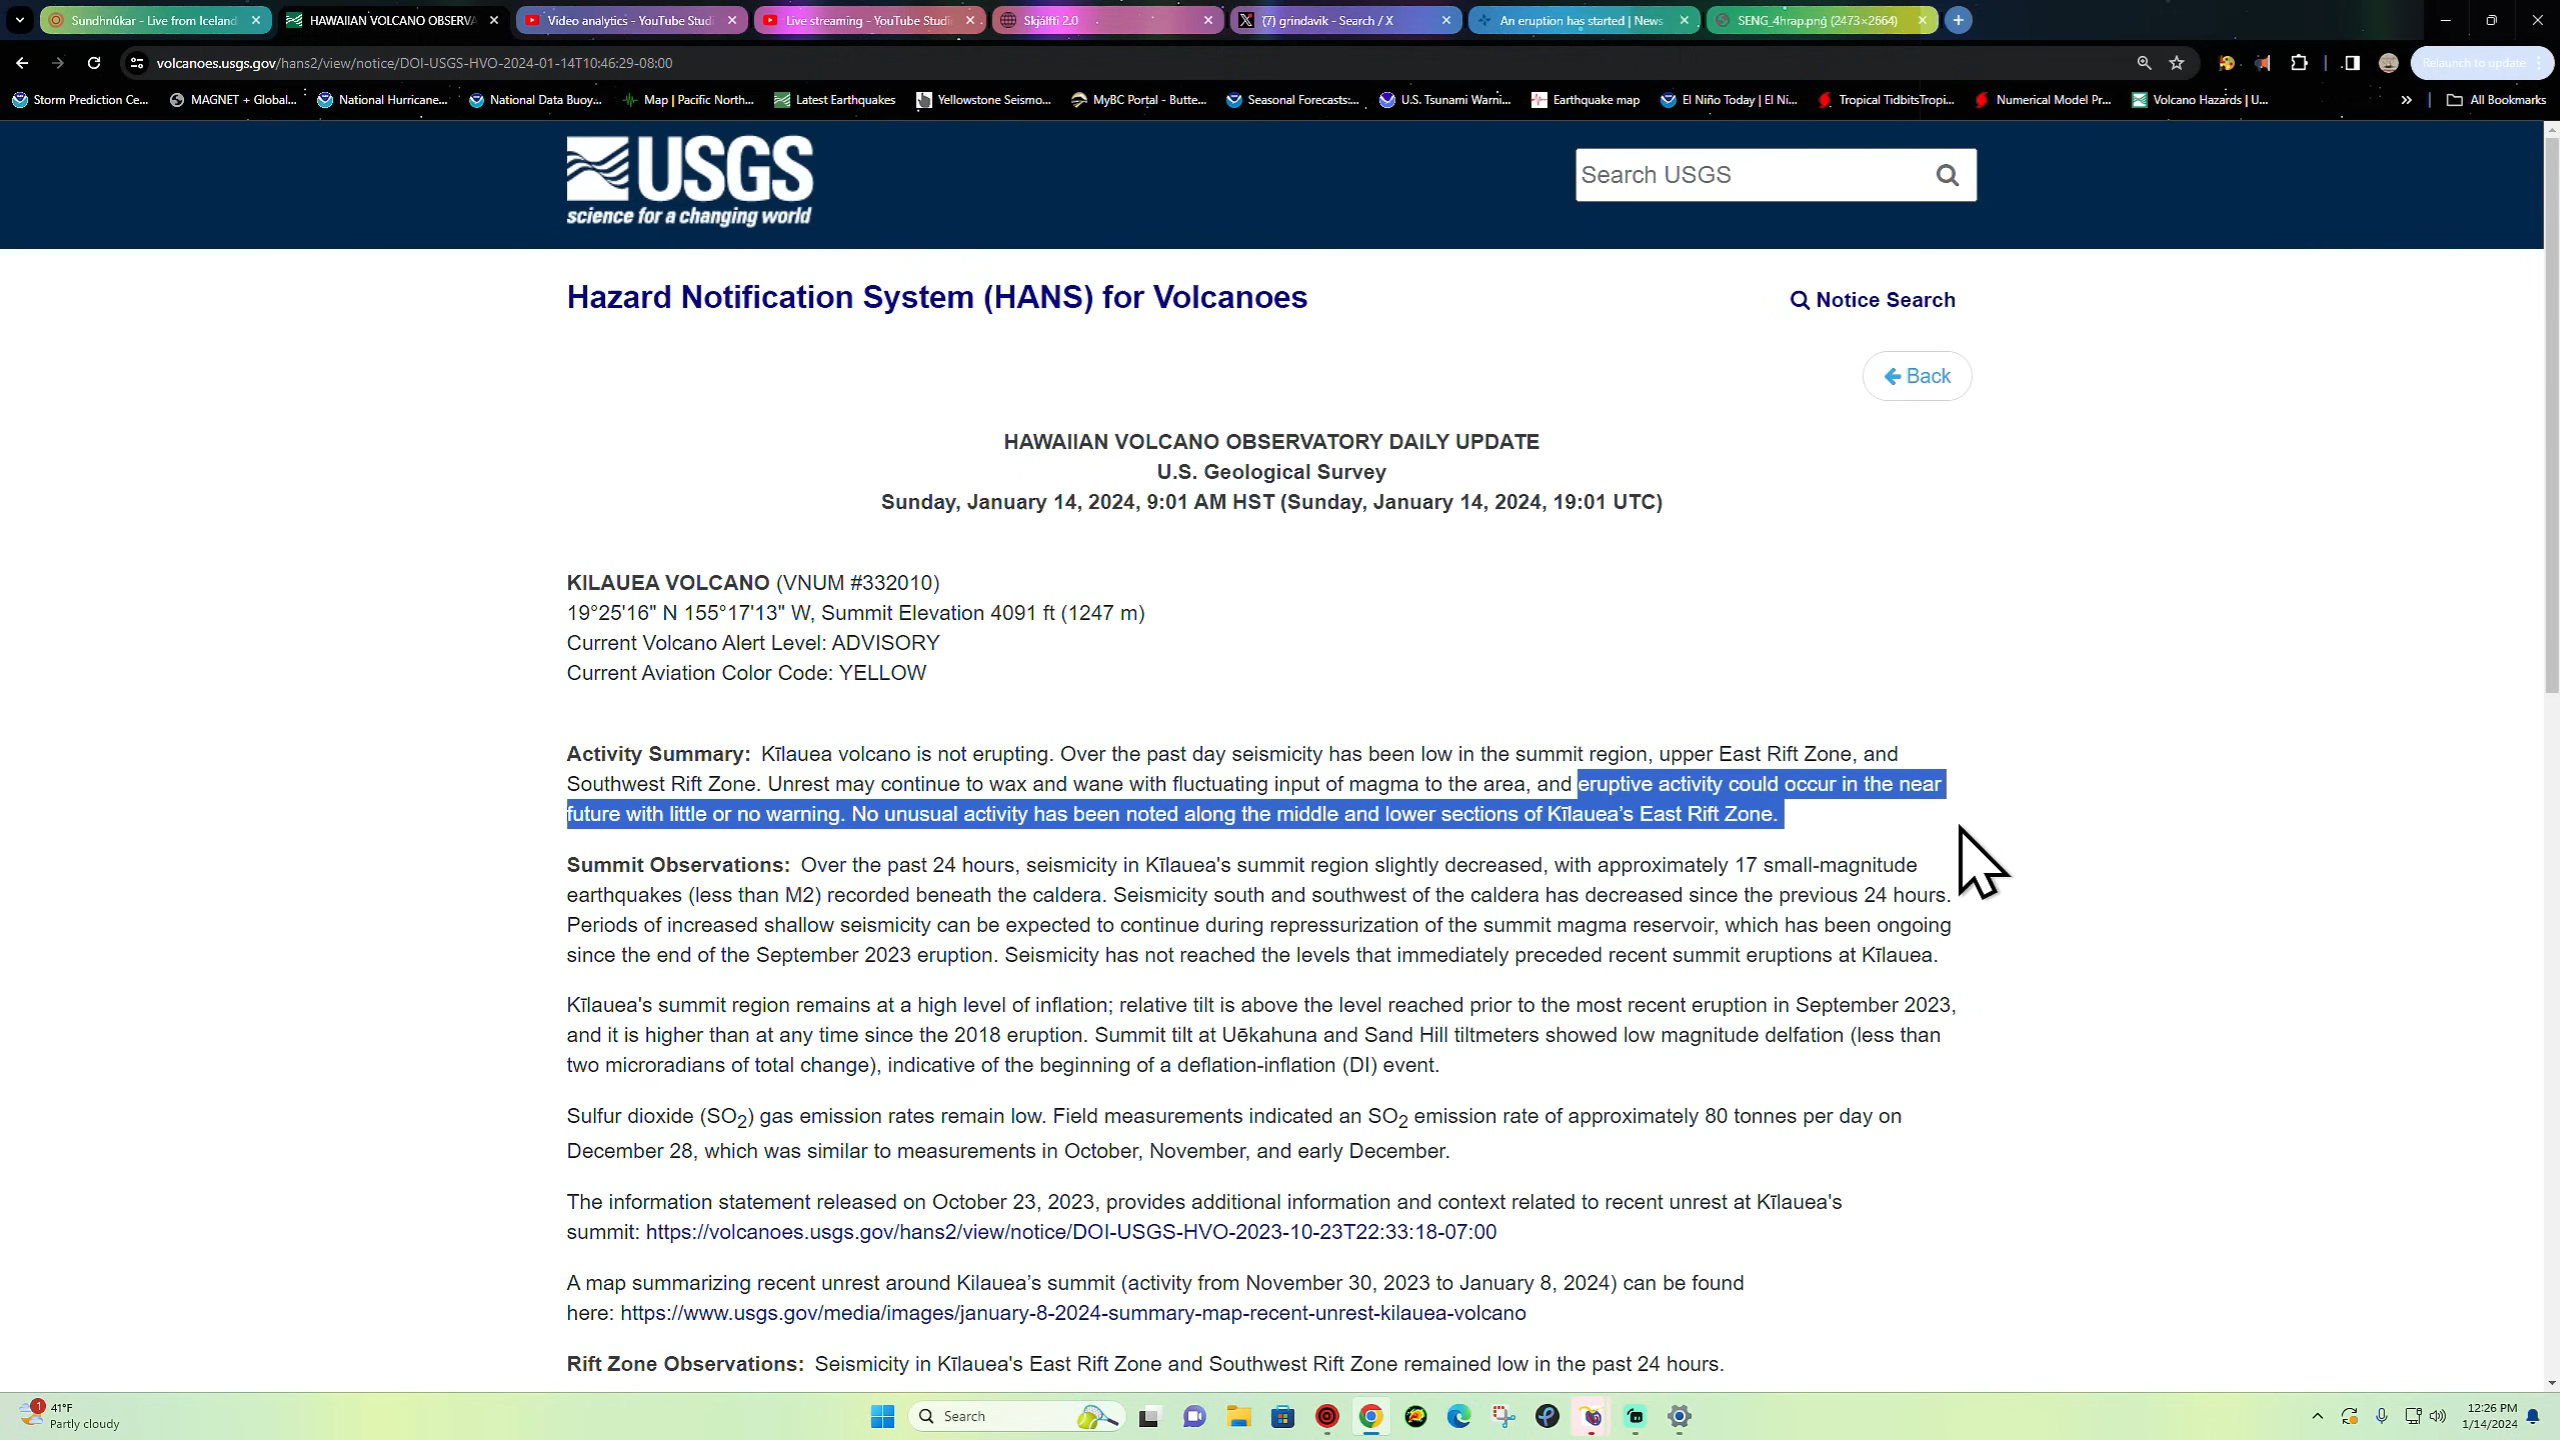 Sundhnúkar - Live from Iceland
HAWAIIAN VOLCANO OBSERVA
Video analytics - YouTube Studi
Live streaming - YouTube Studio
Skjálfti 2.0
(7) grindavik - Search / X
An eruption has started | News
SENG_4hrap.png (2473×2664)
volcanoes.usgs.gov/hans2/view/notice/DOI-USGS-HVO-2024-01-14T10:46:29-08:00
Relaunch to update
Storm Prediction Ce...
MAGNET + Global...
National Hurricane...
National Data Buoy...
Map | Pacific North...
Latest Earthquakes
Yellowstone Seismo...
MyBC Portal - Butte...
Seasonal Forecasts:...
U.S. Tsunami Warni...
Earthquake map
El Niño Today | El Ni...
Tropical TidbitsTropi...
Numerical Model Pr...
Volcano Hazards | U...
All Bookmarks
USGS
science for a changing world
Search USGS
Hazard Notification System (HANS) for Volcanoes
Notice Search
Back
HAWAIIAN VOLCANO OBSERVATORY DAILY UPDATE
U.S. Geological Survey
Sunday, January 14, 2024, 9:01 AM HST (Sunday, January 14, 2024, 19:01 UTC)
KILAUEA VOLCANO (VNUM #332010)
19°25'16" N 155°17'13" W, Summit Elevation 4091 ft (1247 m)
Current Volcano Alert Level: ADVISORY
Current Aviation Color Code: YELLOW
Activity Summary: Kīlauea volcano is not erupting. Over the past day seismicity has been low in the summit region, upper East Rift Zone, and
Southwest Rift Zone. Unrest may continue to wax and wane with fluctuating input of magma to the area, and eruptive activity could occur in the near
future with little or no warning. No unusual activity has been noted along the middle and lower sections of Kīlauea's East Rift Zone.
Summit Observations: Over the past 24 hours, seismicity in Kīlauea's summit region slightly decreased, with approximately 17 small-magnitude
earthquakes (less than M2) recorded beneath the caldera. Seismicity south and southwest of the caldera has decreased since the previous 24 hours.
Periods of increased shallow seismicity can be expected to continue during repressurization of the summit magma reservoir, which has been ongoing
since the end of the September 2023 eruption. Seismicity has not reached the levels that immediately preceded recent summit eruptions at Kīlauea.
Kīlauea's summit region remains at a high level of inflation; relative tilt is above the level reached prior to the most recent eruption in September 2023,
and it is higher than at any time since the 2018 eruption. Summit tilt at Uēkahuna and Sand Hill tiltmeters showed low magnitude delfation (less than
two microradians of total change), indicative of the beginning of a deflation-inflation (DI) event.
Sulfur dioxide (SO2) gas emission rates remain low. Field measurements indicated an SO2 emission rate of approximately 80 tonnes per day on
December 28, which was similar to measurements in October, November, and early December.
The information statement released on October 23, 2023, provides additional information and context related to recent unrest at Kīlauea's
summit: https://volcanoes.usgs.gov/hans2/view/notice/DOI-USGS-HVO-2023-10-23T22:33:18-07:00
A map summarizing recent unrest around Kilauea's summit (activity from November 30, 2023 to January 8, 2024) can be found
here: https://www.usgs.gov/media/images/january-8-2024-summary-map-recent-unrest-kilauea-volcano
Rift Zone Observations: Seismicity in Kīlauea's East Rift Zone and Southwest Rift Zone remained low in the past 24 hours.
1
41°F
Partly cloudy
Search
12:26 PM
1/14/2024